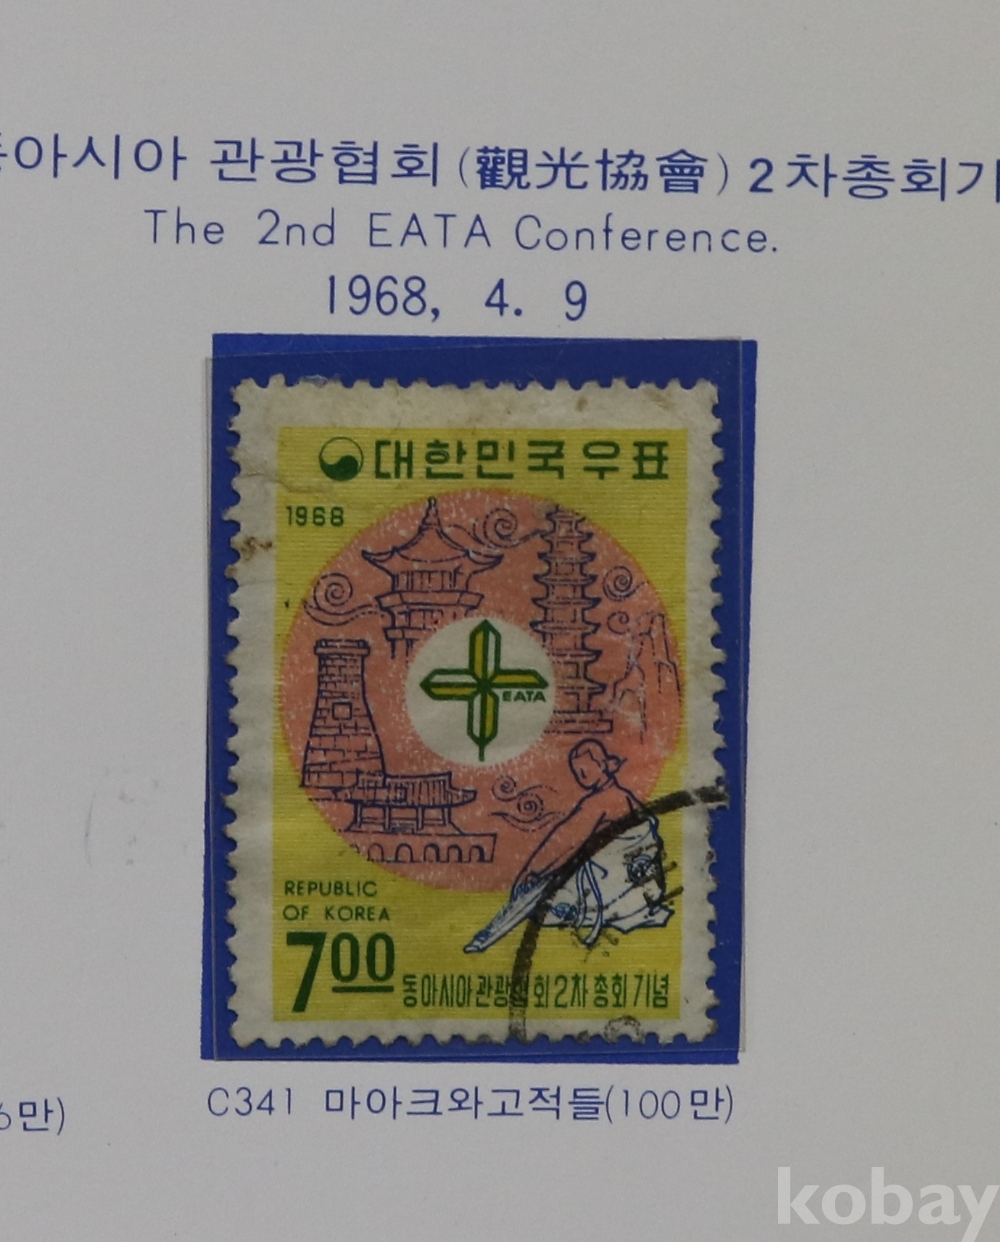 동아시아 관광협회(觀光協會) 2차총회기
The 2nd EATA Conference.
1968, 4. 9
대한민국우표
1968
EATA
REPUBLIC
OF KOREA
700
동아시아관광협회2차총회기념
6만)
C341 마아크와고적들(100만)
kobay